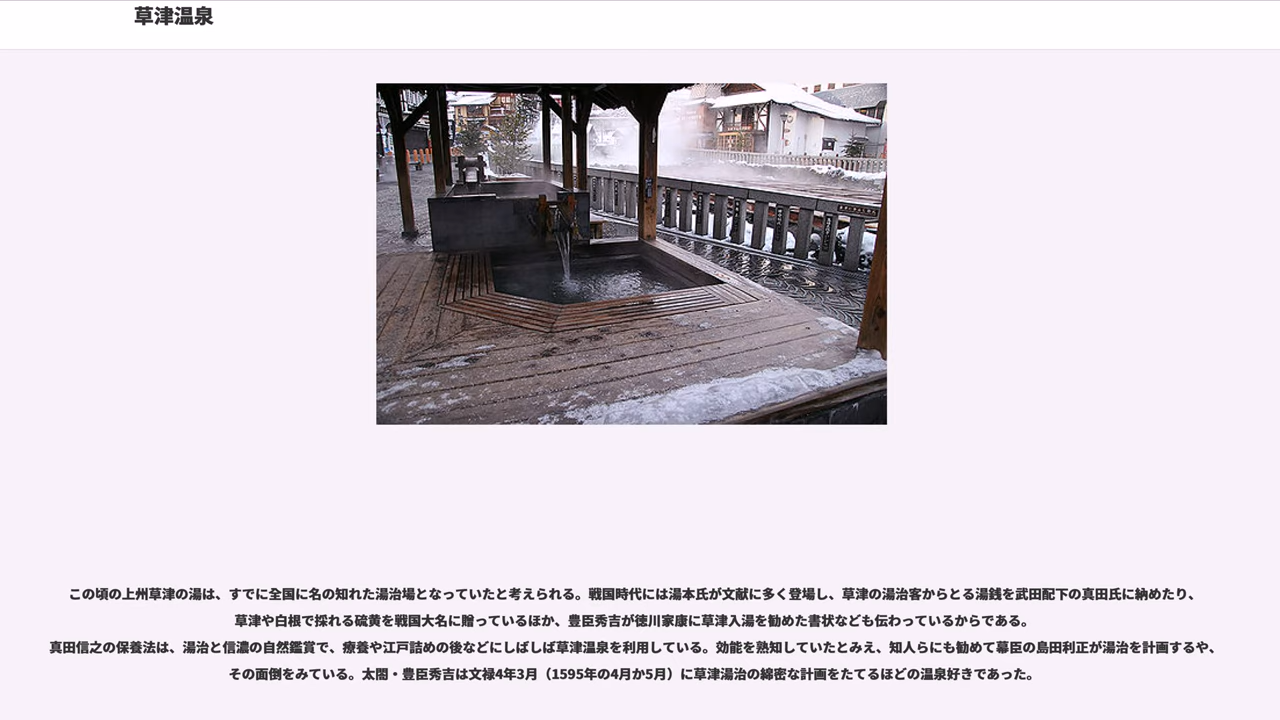 草津温泉
この頃の上州草津の湯は、すでに全国に名の知れた湯治場となっていたと考えられる。戦国時代には湯本氏が文献に多く登場し、草津の湯治客からとる湯銭を武田配下の真田氏に納めたり、
草津や白根で採れる硫黄を戦国大名に贈っているほか、豊臣秀吉が徳川家康に草津入湯を勧めた書状なども伝わっているからである。
真田信之の保養法は、湯治と信濃の自然鑑賞で、療養や江戸詰めの後などにしばしば草津温泉を利用している。効能を熟知していたとみえ、知人らにも勧めて幕臣の島田利正が湯治を計画するや、
その面倒をみている。太閤・豊臣秀吉は文禄4年3月（1595年の4月か5月）に草津湯治の綿密な計画をたてるほどの温泉好きであった。